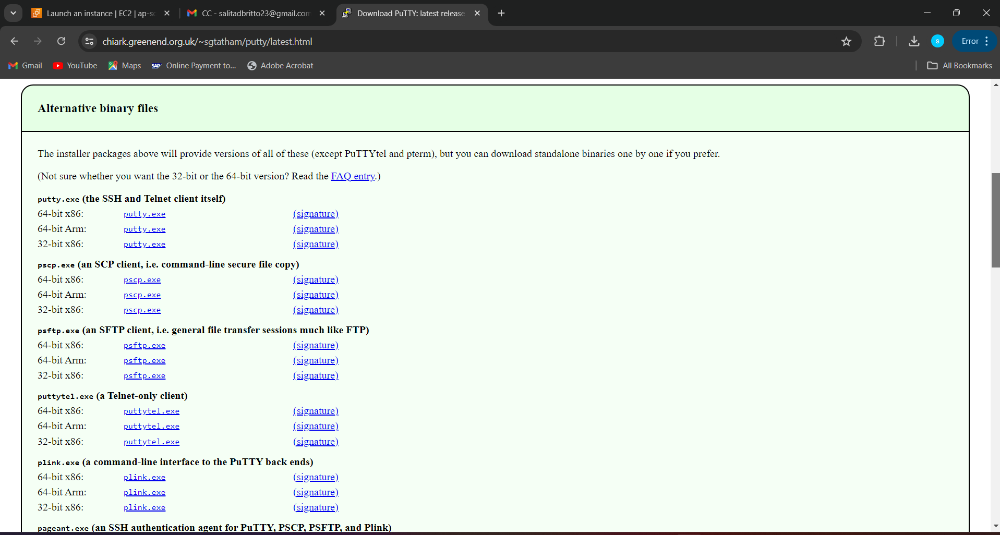 Launch an instance | EC2 | ap-so
CC - salitadbritto23@gmail.com
Download PuTTY: latest release
chiark.greenend.org.uk/~sgtatham/putty/latest.html
s
Error
Gmail
YouTube
Maps
SAP Online Payment to...
Adobe Acrobat
All Bookmarks
Alternative binary files
The installer packages above will provide versions of all of these (except PuTTYtel and pterm), but you can download standalone binaries one by one if you prefer.
(Not sure whether you want the 32-bit or the 64-bit version? Read the FAQ entry.)
putty.exe (the SSH and Telnet client itself)
64-bit x86: putty.exe (signature)
64-bit Arm: putty.exe (signature)
32-bit x86: putty.exe (signature)
pscp.exe (an SCP client, i.e. command-line secure file copy)
64-bit x86: pscp.exe (signature)
64-bit Arm: pscp.exe (signature)
32-bit x86: pscp.exe (signature)
psftp.exe (an SFTP client, i.e. general file transfer sessions much like FTP)
64-bit x86: psftp.exe (signature)
64-bit Arm: psftp.exe (signature)
32-bit x86: psftp.exe (signature)
puttytel.exe (a Telnet-only client)
64-bit x86: puttytel.exe (signature)
64-bit Arm: puttytel.exe (signature)
32-bit x86: puttytel.exe (signature)
plink.exe (a command-line interface to the PuTTY back ends)
64-bit x86: plink.exe (signature)
64-bit Arm: plink.exe (signature)
32-bit x86: plink.exe (signature)
pageant.exe (an SSH authentication agent for PuTTY, PSCP, PSFTP, and Plink)